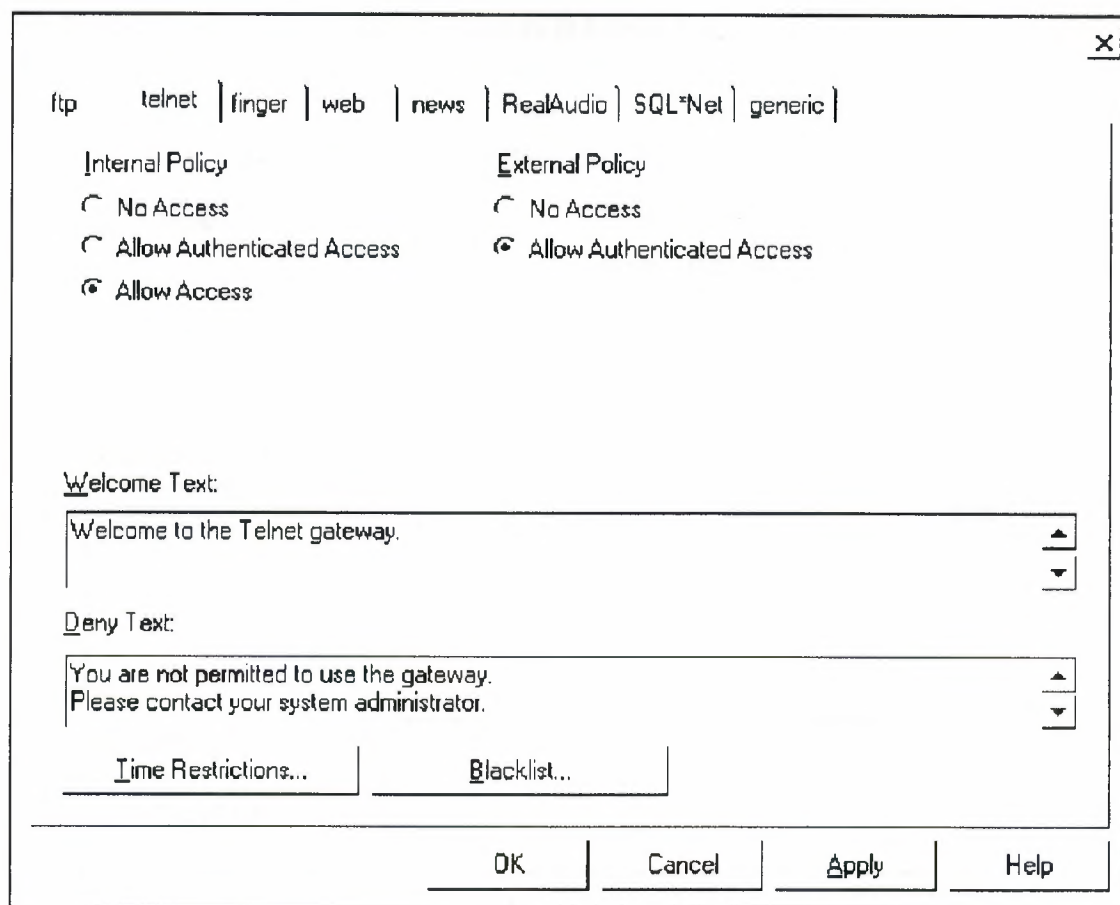 ftp telnet finger web news RealAudio SQL*Net generic
Internal Policy External Policy
No Access No Access
Allow Authenticated Access Allow Authenticated Access
Allow Access
Welcome Text:
Welcome to the Telnet gateway.
Deny Text:
You are not permitted to use the gateway.
Please contact your system administrator.
Time Restrictions... Blacklist...
OK Cancel Apply Help